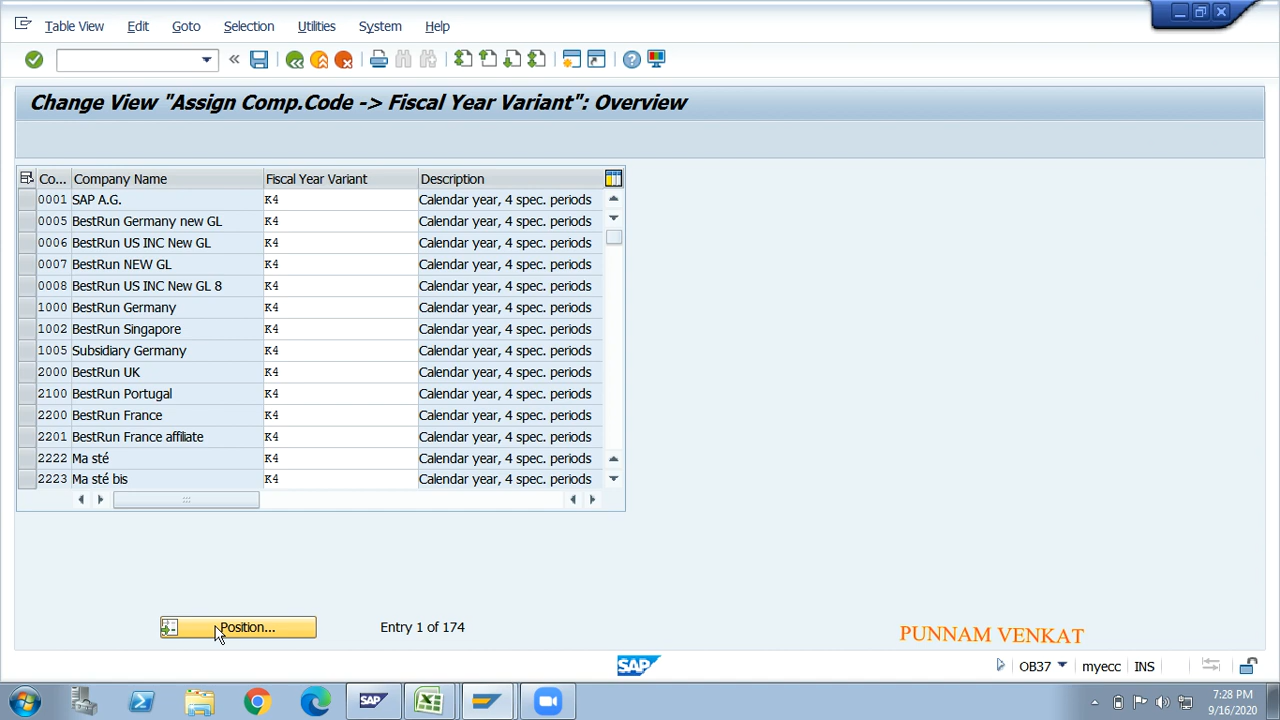 Table View Edit Goto Selection Utilities System Help
Change View "Assign Comp.Code -> Fiscal Year Variant": Overview
Co... Company Name Fiscal Year Variant Description
0001 SAP A.G. K4 Calendar year, 4 spec. periods
0005 BestRun Germany new GL K4 Calendar year, 4 spec. periods
0006 BestRun US INC New GL K4 Calendar year, 4 spec. periods
0007 BestRun NEW GL K4 Calendar year, 4 spec. periods
0008 BestRun US INC New GL 8 K4 Calendar year, 4 spec. periods
1000 BestRun Germany K4 Calendar year, 4 spec. periods
1002 BestRun Singapore K4 Calendar year, 4 spec. periods
1005 Subsidiary Germany K4 Calendar year, 4 spec. periods
2000 BestRun UK K4 Calendar year, 4 spec. periods
2100 BestRun Portugal K4 Calendar year, 4 spec. periods
2200 BestRun France K4 Calendar year, 4 spec. periods
2201 BestRun France affiliate K4 Calendar year, 4 spec. periods
2222 Ma sté K4 Calendar year, 4 spec. periods
2223 Ma sté bis K4 Calendar year, 4 spec. periods
Position... Entry 1 of 174
PUNNAM VENKAT
SAP OB37 myecc INS
SAP 7:28 PM
9/16/2020